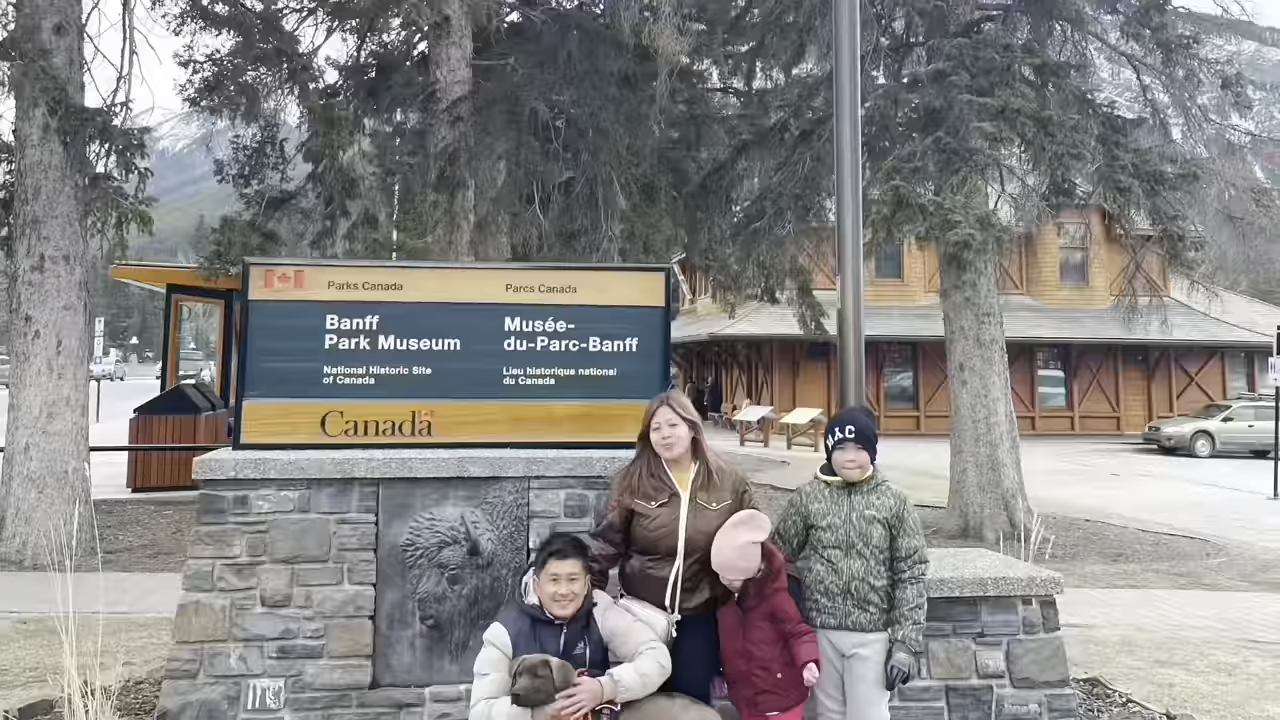 Parks Canada
Parcs Canada
Banff
Park Museum
Musée-
du-Parc-Banff
National Historic Site
of Canada
Lieu historique national
du Canada
Canada